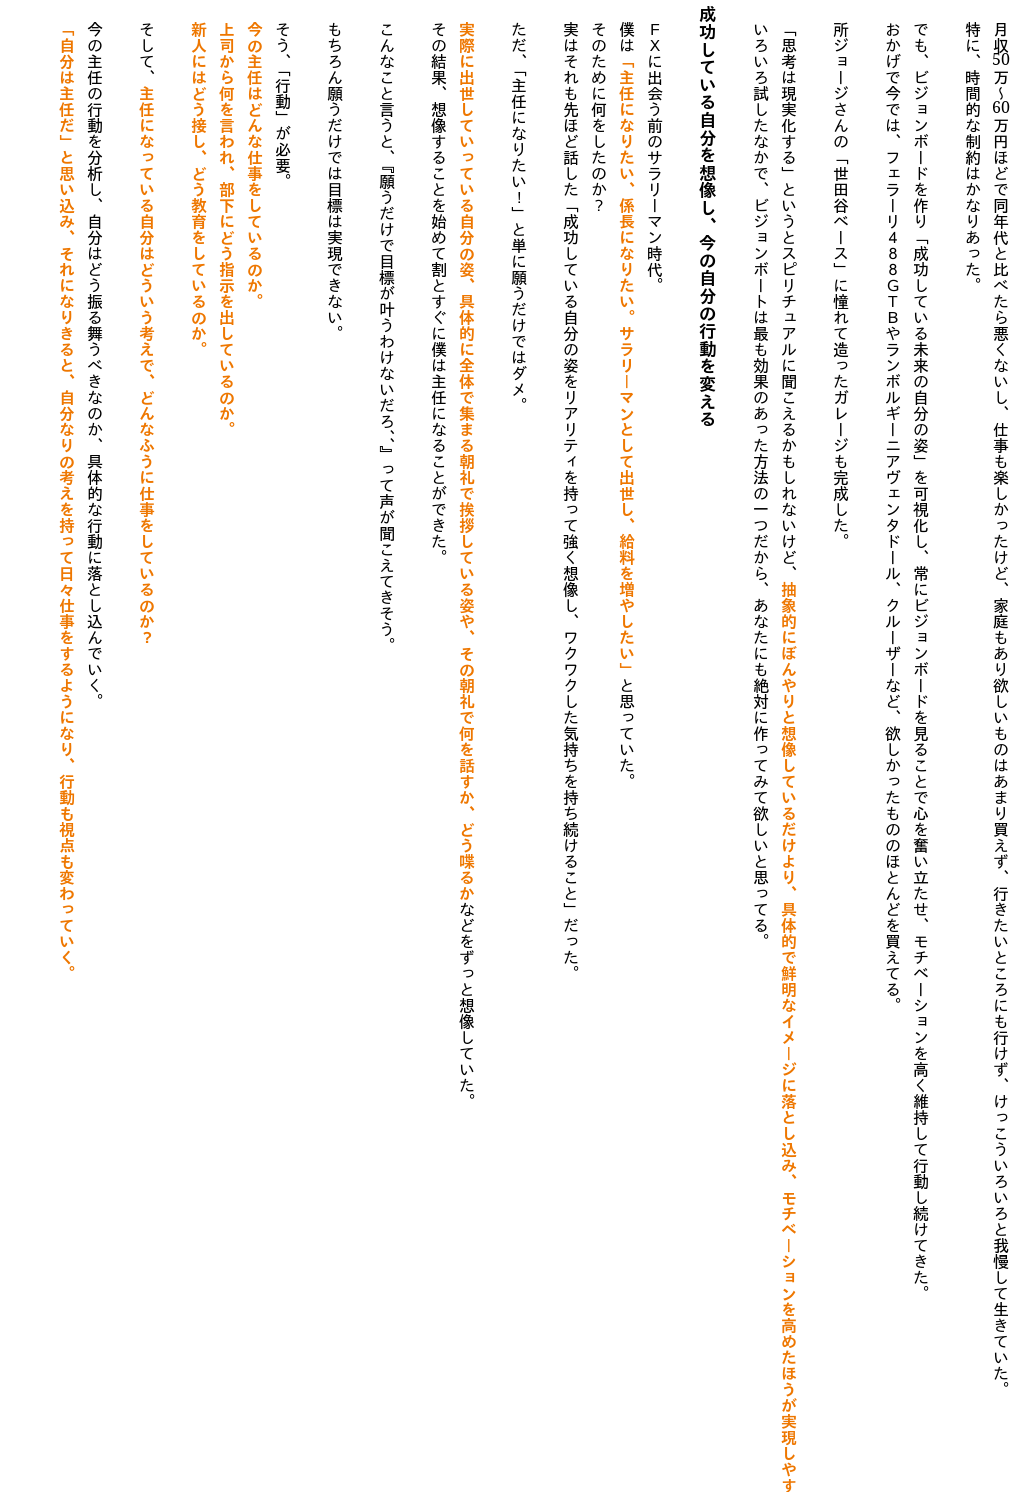 月収50万～60万円ほどで同年代と比べたら悪くないし、仕事も楽しかったけど、家庭もあり欲しいものはあまり買えず、行きたいところにも行けず、けっこういろいろと我慢して生きていた。
特に、時間的な制約はかなりあった。
でも、ビジョンボードを作り「成功している未来の自分の姿」を可視化し、常にビジョンボードを見ることで心を奮い立たせ、モチベーションを高く維持して行動し続けてきた。
おかげで今では、フェラーリ４８８ＧＴＢやランボルギーニアヴェンタドール、クルーザーなど、欲しかったもののほとんどを買えてる。
所ジョージさんの「世田谷ベース」に憧れて造ったガレージも完成した。
「思考は現実化する」というとスピリチュアルに聞こえるかもしれないけど、抽象的にぼんやりと想像しているだけより、具体的で鮮明なイメージに落とし込み、モチベーションを高めたほうが実現しやす
いろいろ試したなかで、ビジョンボートは最も効果のあった方法の一つだから、あなたにも絶対に作ってみて欲しいと思ってる。
成功している自分を想像し、今の自分の行動を変える
ＦＸに出会う前のサラリーマン時代。
僕は「主任になりたい、係長になりたい。サラリーマンとして出世し、給料を増やしたい」と思っていた。
そのために何をしたのか？
実はそれも先ほど話した「成功している自分の姿をリアリティを持って強く想像し、ワクワクした気持ちを持ち続けること」だった。
ただ、「主任になりたい！」と単に願うだけではダメ。
実際に出世していっている自分の姿、具体的に全体で集まる朝礼で挨拶している姿や、その朝礼で何を話すか、どう喋るかなどをずっと想像していた。
その結果、想像することを始めて割とすぐに僕は主任になることができた。
こんなこと言うと、『願うだけで目標が叶うわけないだろ、、』って声が聞こえてきそう。
もちろん願うだけでは目標は実現できない。
そう、「行動」が必要。
今の主任はどんな仕事をしているのか。
上司から何を言われ、部下にどう指示を出しているのか。
新人にはどう接し、どう教育をしているのか。
そして、主任になっている自分はどういう考えで、どんなふうに仕事をしているのか？
今の主任の行動を分析し、自分はどう振る舞うべきなのか、具体的な行動に落とし込んでいく。
「自分は主任だ」と思い込み、それになりきると、自分なりの考えを持って日々仕事をするようになり、行動も視点も変わっていく。